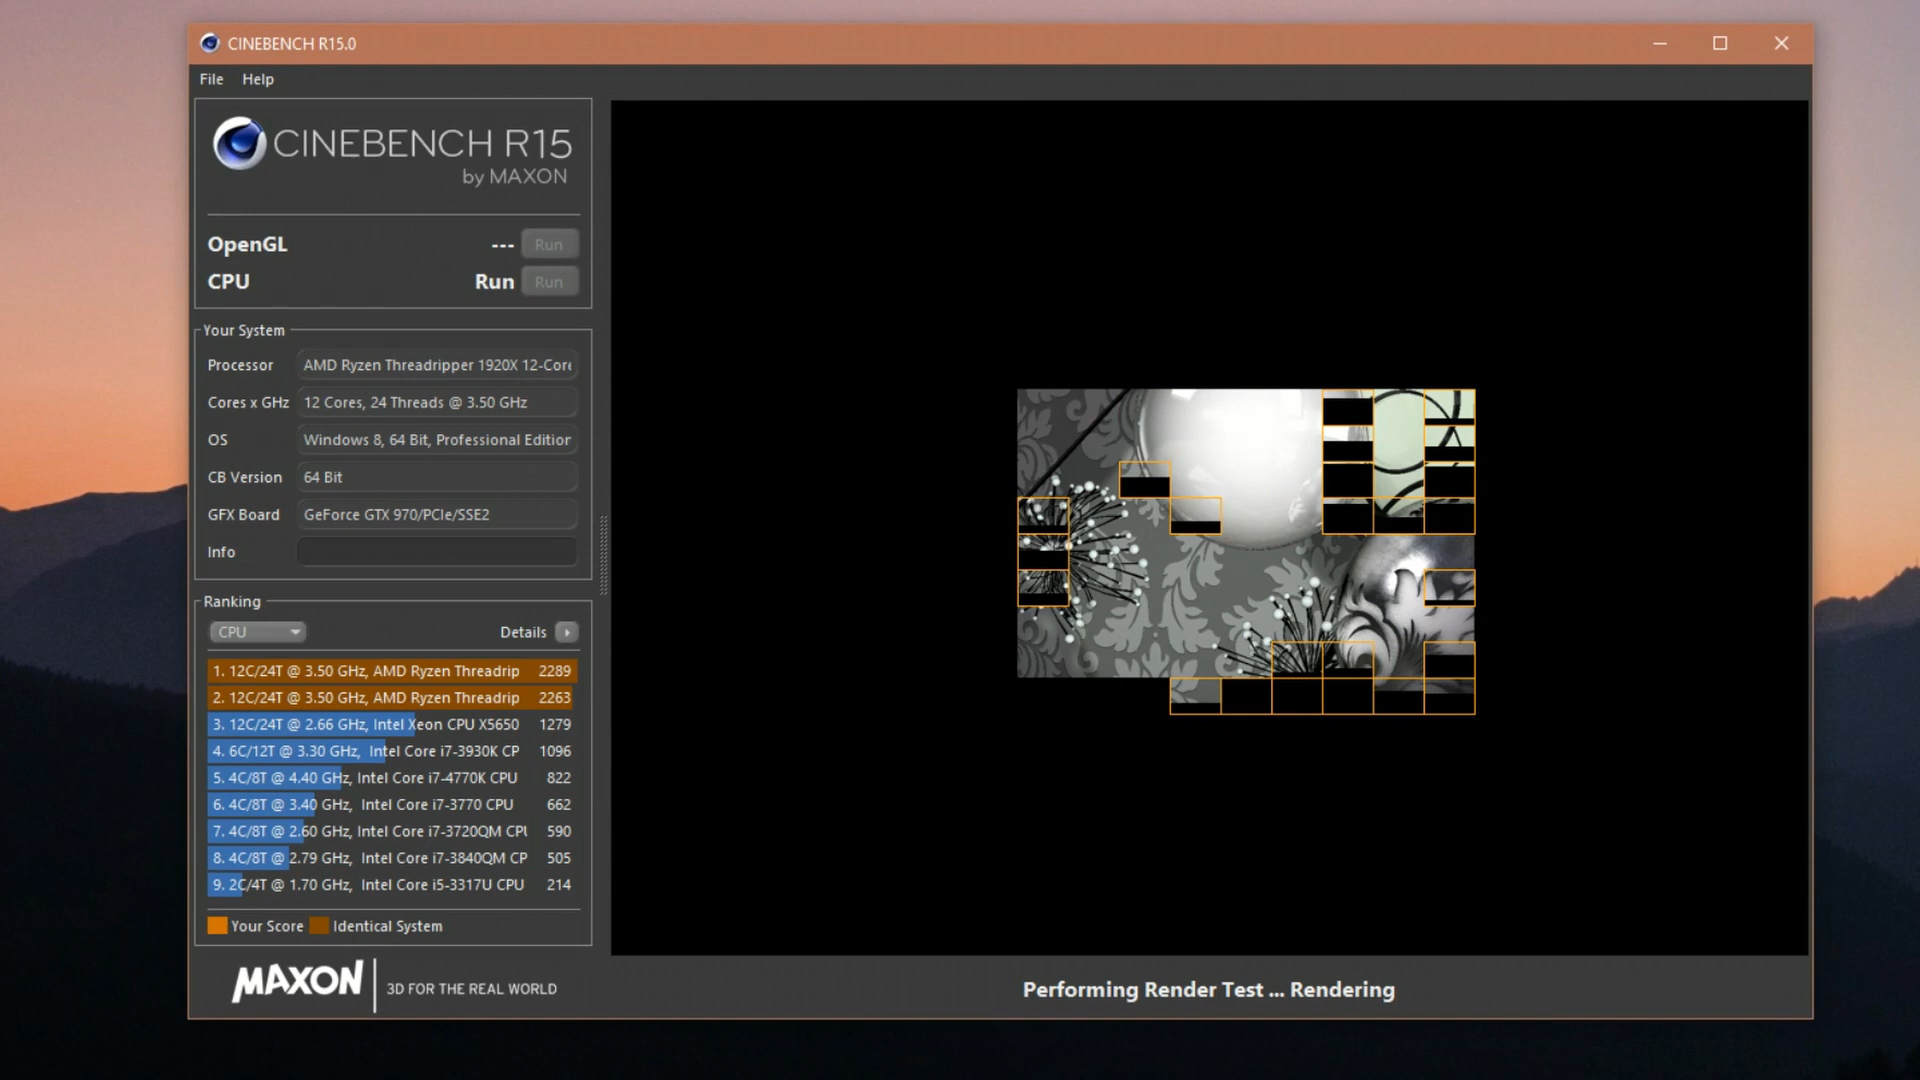 CINEBENCH R15.0
File Help
CINEBENCH R15
by MAXON
OpenGL --- Run
CPU Run Run
Your System
Processor AMD Ryzen Threadripper 1920X 12-Core
Cores x GHz 12 Cores, 24 Threads @ 3.50 GHz
OS Windows 8, 64 Bit, Professional Edition
CB Version 64 Bit
GFX Board GeForce GTX 970/PCIe/SSE2
Info
Ranking
CPU Details
1. 12C/24T @ 3.50 GHz, AMD Ryzen Threadrip 2289
2. 12C/24T @ 3.50 GHz, AMD Ryzen Threadrip 2263
3. 12C/24T @ 2.66 GHz, Intel Xeon CPU X5650 1279
4. 6C/12T @ 3.30 GHz, Intel Core i7-3930K CP 1096
5. 4C/8T @ 4.40 GHz, Intel Core i7-4770K CPU 822
6. 4C/8T @ 3.40 GHz, Intel Core i7-3770 CPU 662
7. 4C/8T @ 2.60 GHz, Intel Core i7-3720QM CPU 590
8. 4C/8T @ 2.79 GHz, Intel Core i7-3840QM CP 505
9. 2C/4T @ 1.70 GHz, Intel Core i5-3317U CPU 214
Your Score Identical System
MAXON 3D FOR THE REAL WORLD
Performing Render Test ... Rendering